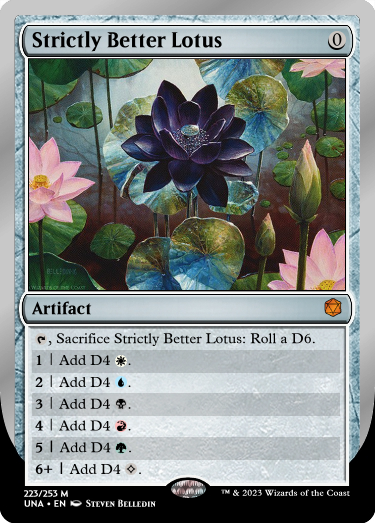 Strictly Better Lotus 0
Artifact
, Sacrifice Strictly Better Lotus: Roll a D6.
1 | Add D4 .
2 | Add D4 .
3 | Add D4 .
4 | Add D4 .
5 | Add D4 .
6+ | Add D4 .
223/253 M
™ & 2023 Wizards of the Coast
UNA • EN Steven Belledin